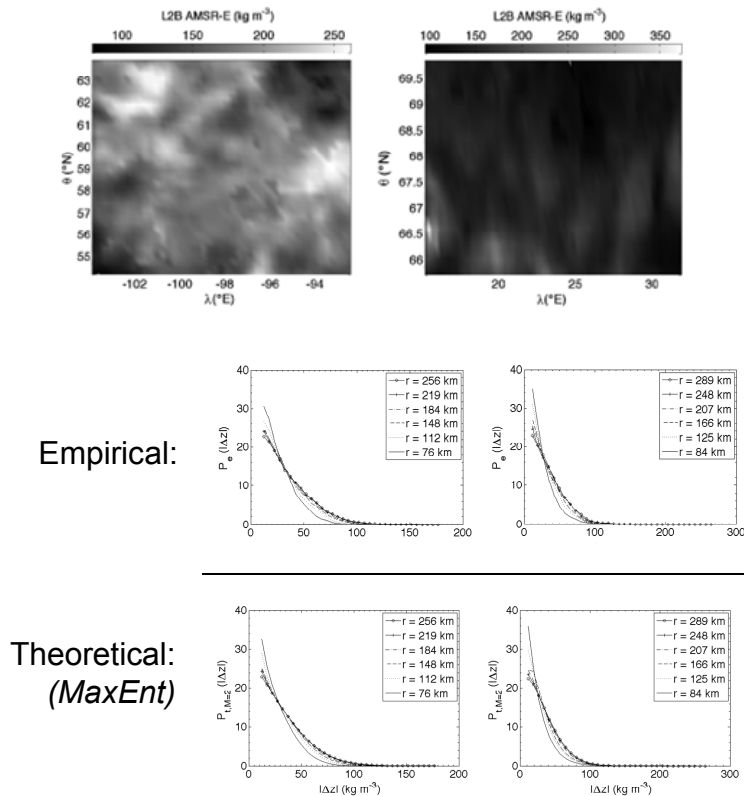 L2B AMSR-E (kg m⁻³)
100 150 200 250
63
62
61
60
59
58
57
56
55
θ (°N)
-102 -100 -98 -96 -94
λ(°E)
L2B AMSR-E (kg m⁻³)
100 150 200 250 300 350
69.5
69
68.5
68
67.5
67
66.5
66
θ (°N)
20 25 30
λ(°E)
Empirical:
40
30
20
10
0
P_e (|Δz|)
0 50 100 150 200
r = 256 km
r = 219 km
r = 184 km
r = 148 km
r = 112 km
r = 76 km
40
30
20
10
0
P_e (|Δz|)
0 100 200 300
r = 289 km
r = 248 km
r = 207 km
r = 166 km
r = 125 km
r = 84 km
Theoretical:
(MaxEnt)
40
30
20
10
0
P_t,M=2 (|Δz|)
0 50 100 150 200
|Δz| (kg m⁻³)
r = 256 km
r = 219 km
r = 184 km
r = 148 km
r = 112 km
r = 76 km
40
30
20
10
0
P_t,M=2 (|Δz|)
0 100 200 300
|Δz| (kg m⁻³)
r = 289 km
r = 248 km
r = 207 km
r = 166 km
r = 125 km
r = 84 km